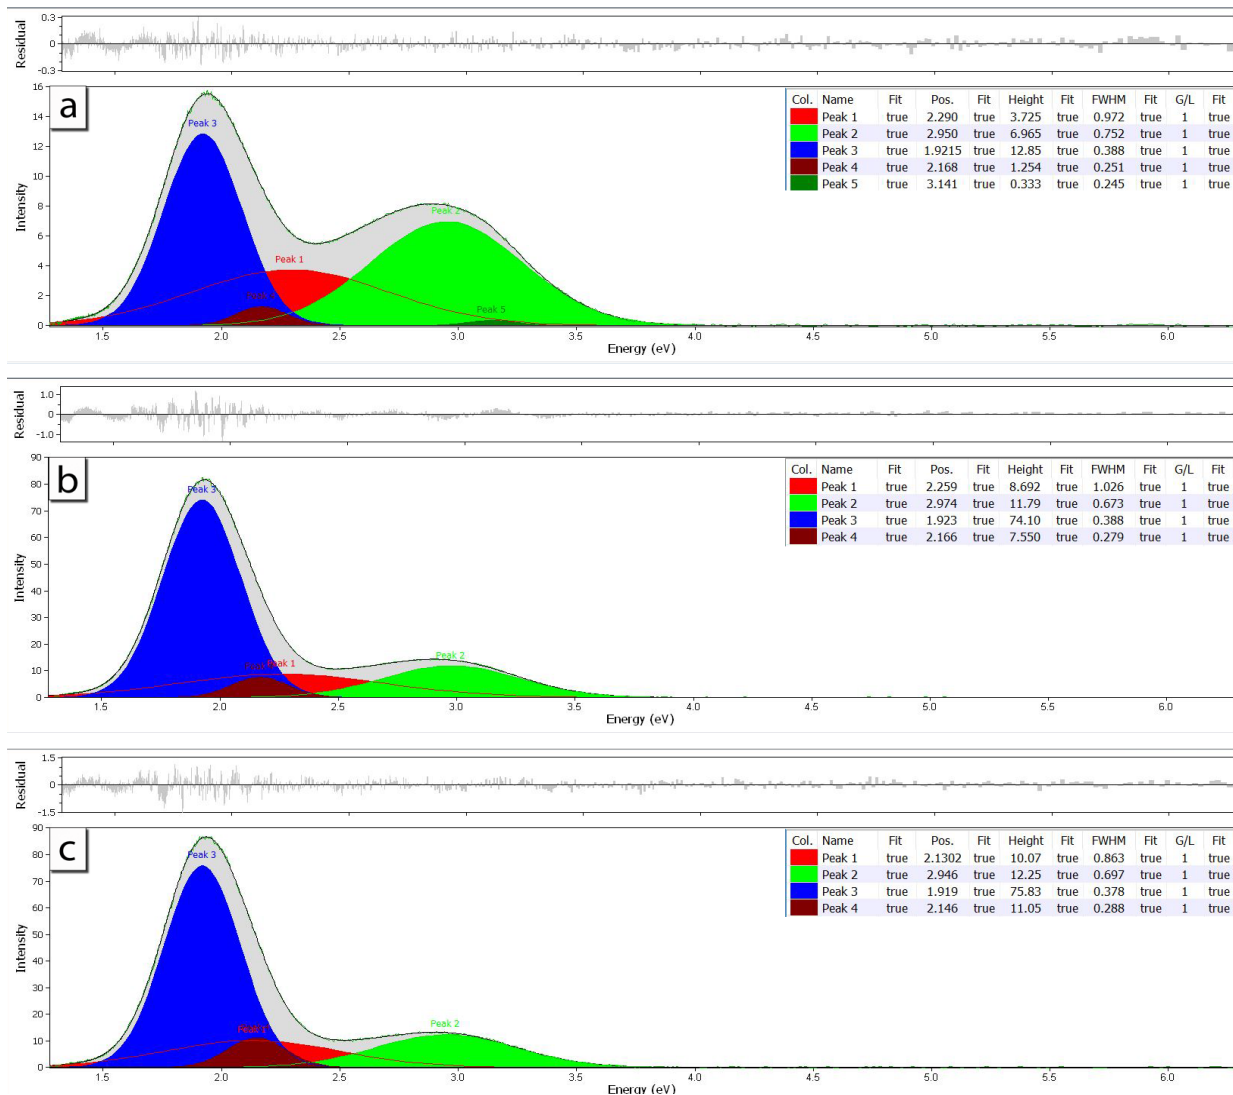 Residual
0.3
0
-0.3
a
Intensity
16
14
12
10
8
6
4
2
0
Peak 3
Peak 2
Peak 1
Peak 5
Col. Name Fit Pos. Fit Height Fit FWHM Fit G/L Fit
Peak 1 true 2.290 true 3.725 true 0.972 true 1 true
Peak 2 true 2.950 true 6.965 true 0.752 true 1 true
Peak 3 true 1.9215 true 12.85 true 0.388 true 1 true
Peak 4 true 2.168 true 1.254 true 0.251 true 1 true
Peak 5 true 3.141 true 0.333 true 0.245 true 1 true
1.5 2.0 2.5 3.0 3.5 4.0 4.5 5.0 5.5 6.0
Energy (eV)
Residual
1.0
0
-1.0
b
Intensity
90
80
70
60
50
40
30
20
10
0
Peak 3
Peak 1
Peak 2
Col. Name Fit Pos. Fit Height Fit FWHM Fit G/L Fit
Peak 1 true 2.259 true 8.692 true 1.026 true 1 true
Peak 2 true 2.974 true 11.79 true 0.673 true 1 true
Peak 3 true 1.923 true 74.10 true 0.388 true 1 true
Peak 4 true 2.166 true 7.550 true 0.279 true 1 true
1.5 2.0 2.5 3.0 3.5 4.0 4.5 5.0 5.5 6.0
Energy (eV)
Residual
1.5
0
-1.5
c
Intensity
90
80
70
60
50
40
30
20
10
0
Peak 3
Peak 1
Peak 2
Col. Name Fit Pos. Fit Height Fit FWHM Fit G/L Fit
Peak 1 true 2.1302 true 10.07 true 0.863 true 1 true
Peak 2 true 2.946 true 12.25 true 0.697 true 1 true
Peak 3 true 1.919 true 75.83 true 0.378 true 1 true
Peak 4 true 2.146 true 11.05 true 0.288 true 1 true
1.5 2.0 2.5 3.0 3.5 4.0 4.5 5.0 5.5 6.0
Energy (eV)